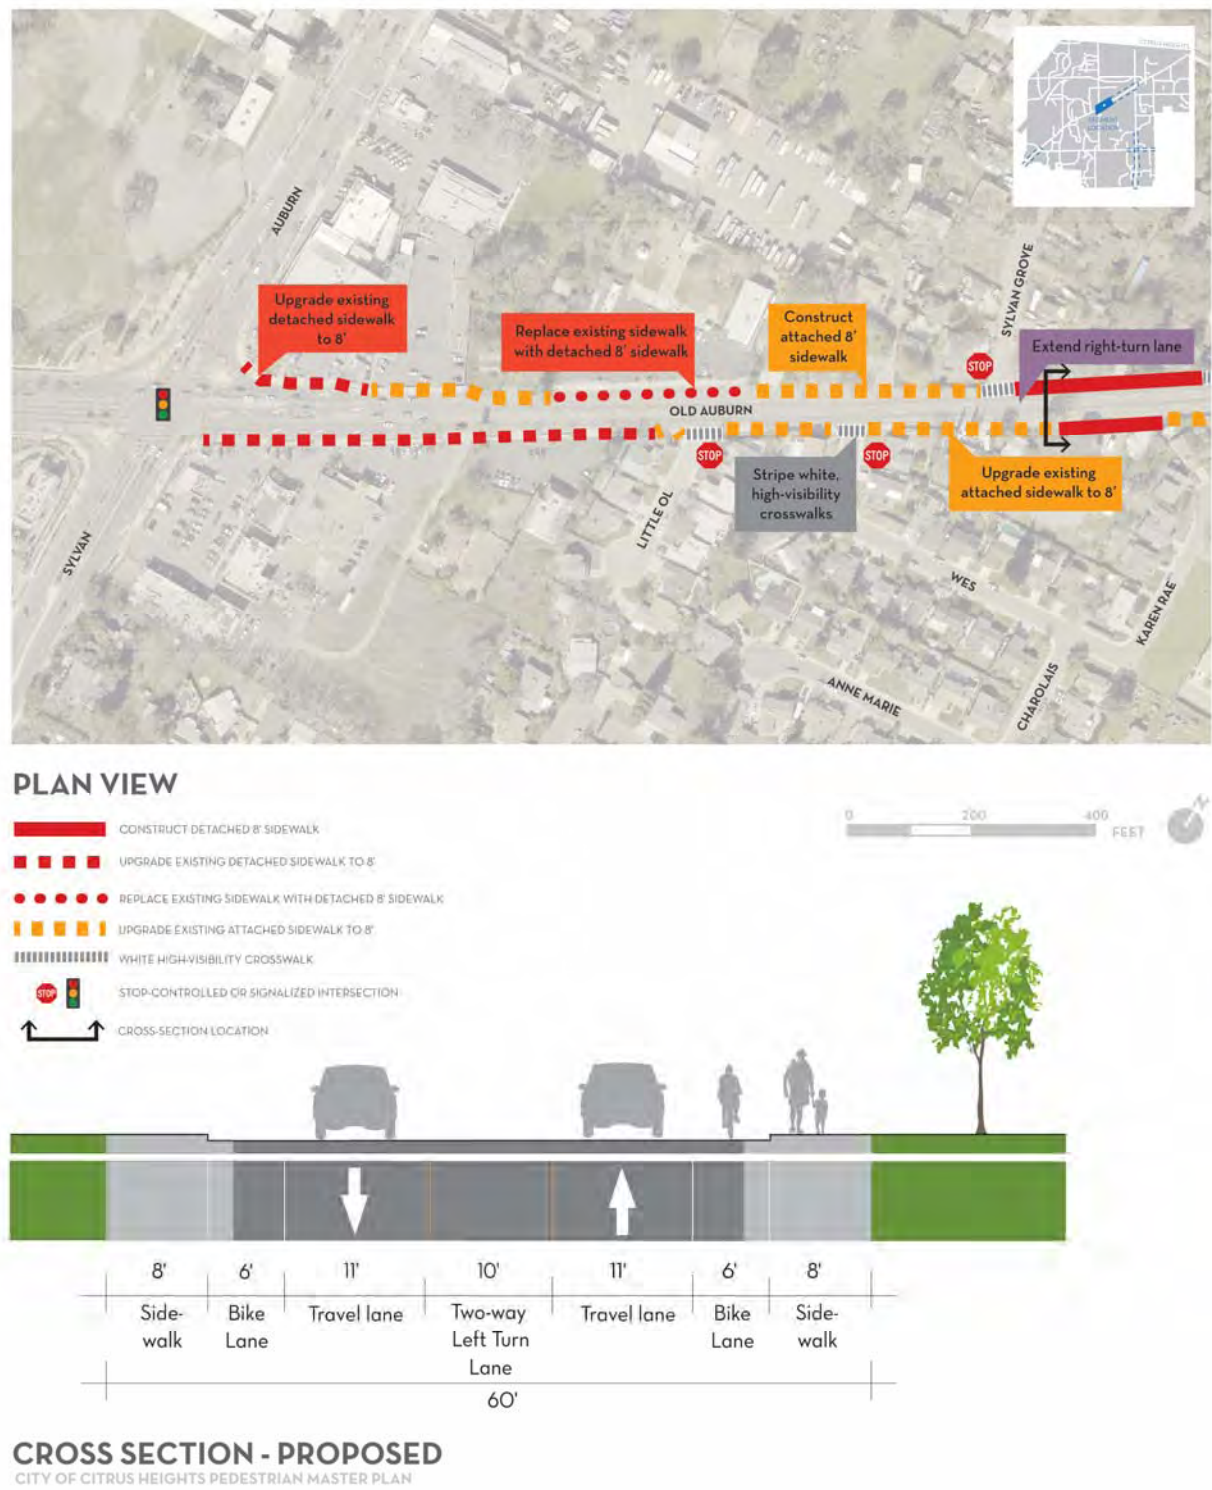 CITRUS HEIGHTS
SEGMENT
LOCATION
AUBURN
SYLVAN GROVE
Upgrade existing
detached sidewalk
to 8'
Replace existing sidewalk
with detached 8' sidewalk
Construct
attached 8'
sidewalk
Extend right-turn lane
STOP
OLD AUBURN
STOP
STOP
Stripe white,
high-visibility
crosswalks
Upgrade existing
attached sidewalk to 8'
LITTLE OL
SYLVAN
WES
KAREN RAE
ANNE MARIE
CHAROLAIS
PLAN VIEW
CONSTRUCT DETACHED 8' SIDEWALK
UPGRADE EXISTING DETACHED SIDEWALK TO 8'
REPLACE EXISTING SIDEWALK WITH DETACHED 8' SIDEWALK
UPGRADE EXISTING ATTACHED SIDEWALK TO 8'
WHITE HIGH-VISIBILITY CROSSWALK
STOP
STOP-CONTROLLED OR SIGNALIZED INTERSECTION
CROSS-SECTION LOCATION
0 200 400
FEET
N
8' 6' 11' 10' 11' 6' 8'
Side- Bike Travel lane Two-way Travel lane Bike Side-
walk Lane Left Turn Lane walk
Lane
60'
CROSS SECTION - PROPOSED
CITY OF CITRUS HEIGHTS PEDESTRIAN MASTER PLAN